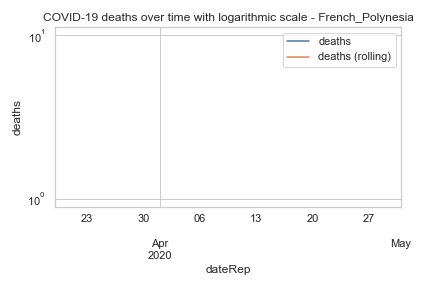 COVID-19 deaths over time with logarithmic scale - French_Polynesia
10¹
deaths
deaths (rolling)
deaths
10⁰
23 30 06 13 20 27
Apr May
2020
dateRep